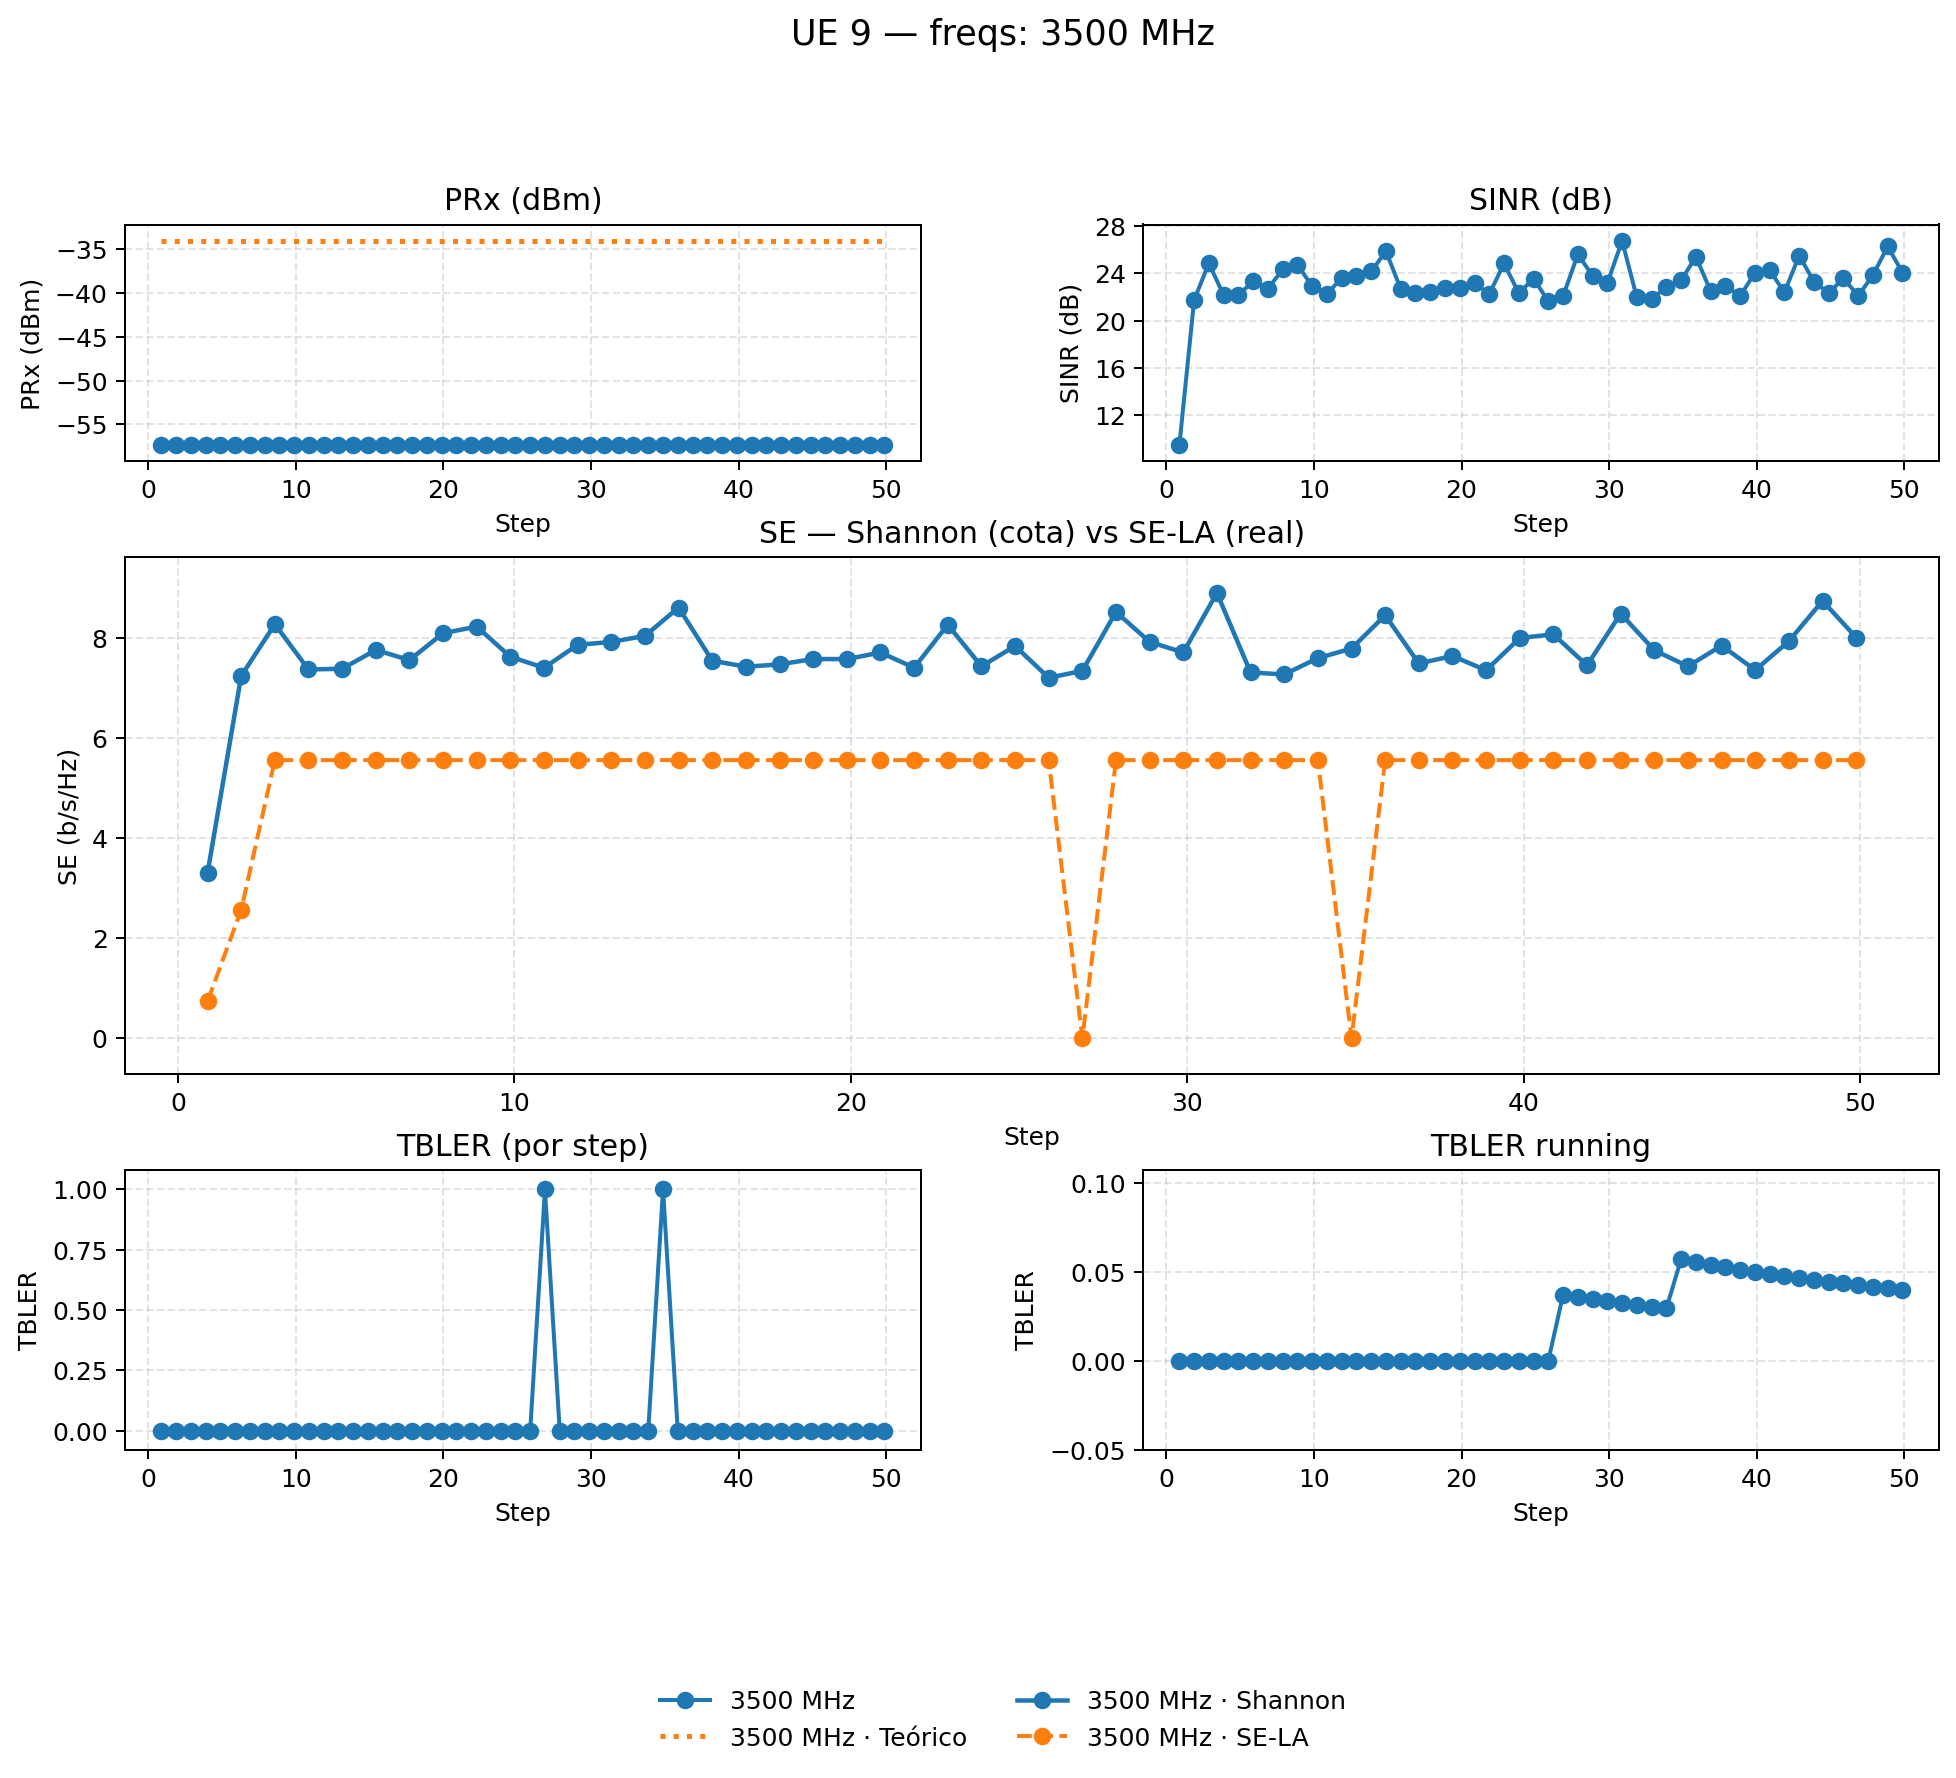 UE 9 — freqs: 3500 MHz
PRx (dBm)
PRx (dBm)
−35
−40
−45
−50
−55
0 10 20 30 40 50
Step
SINR (dB)
SINR (dB)
28
24
20
16
12
0 10 20 30 40 50
Step
SE — Shannon (cota) vs SE-LA (real)
SE (b/s/Hz)
8
6
4
2
0
0 10 20 30 40 50
Step
TBLER (por step)
TBLER
1.00
0.75
0.50
0.25
0.00
0 10 20 30 40 50
Step
TBLER running
TBLER
0.10
0.05
0.00
−0.05
0 10 20 30 40 50
Step
3500 MHz
3500 MHz · Teórico
3500 MHz · Shannon
3500 MHz · SE-LA